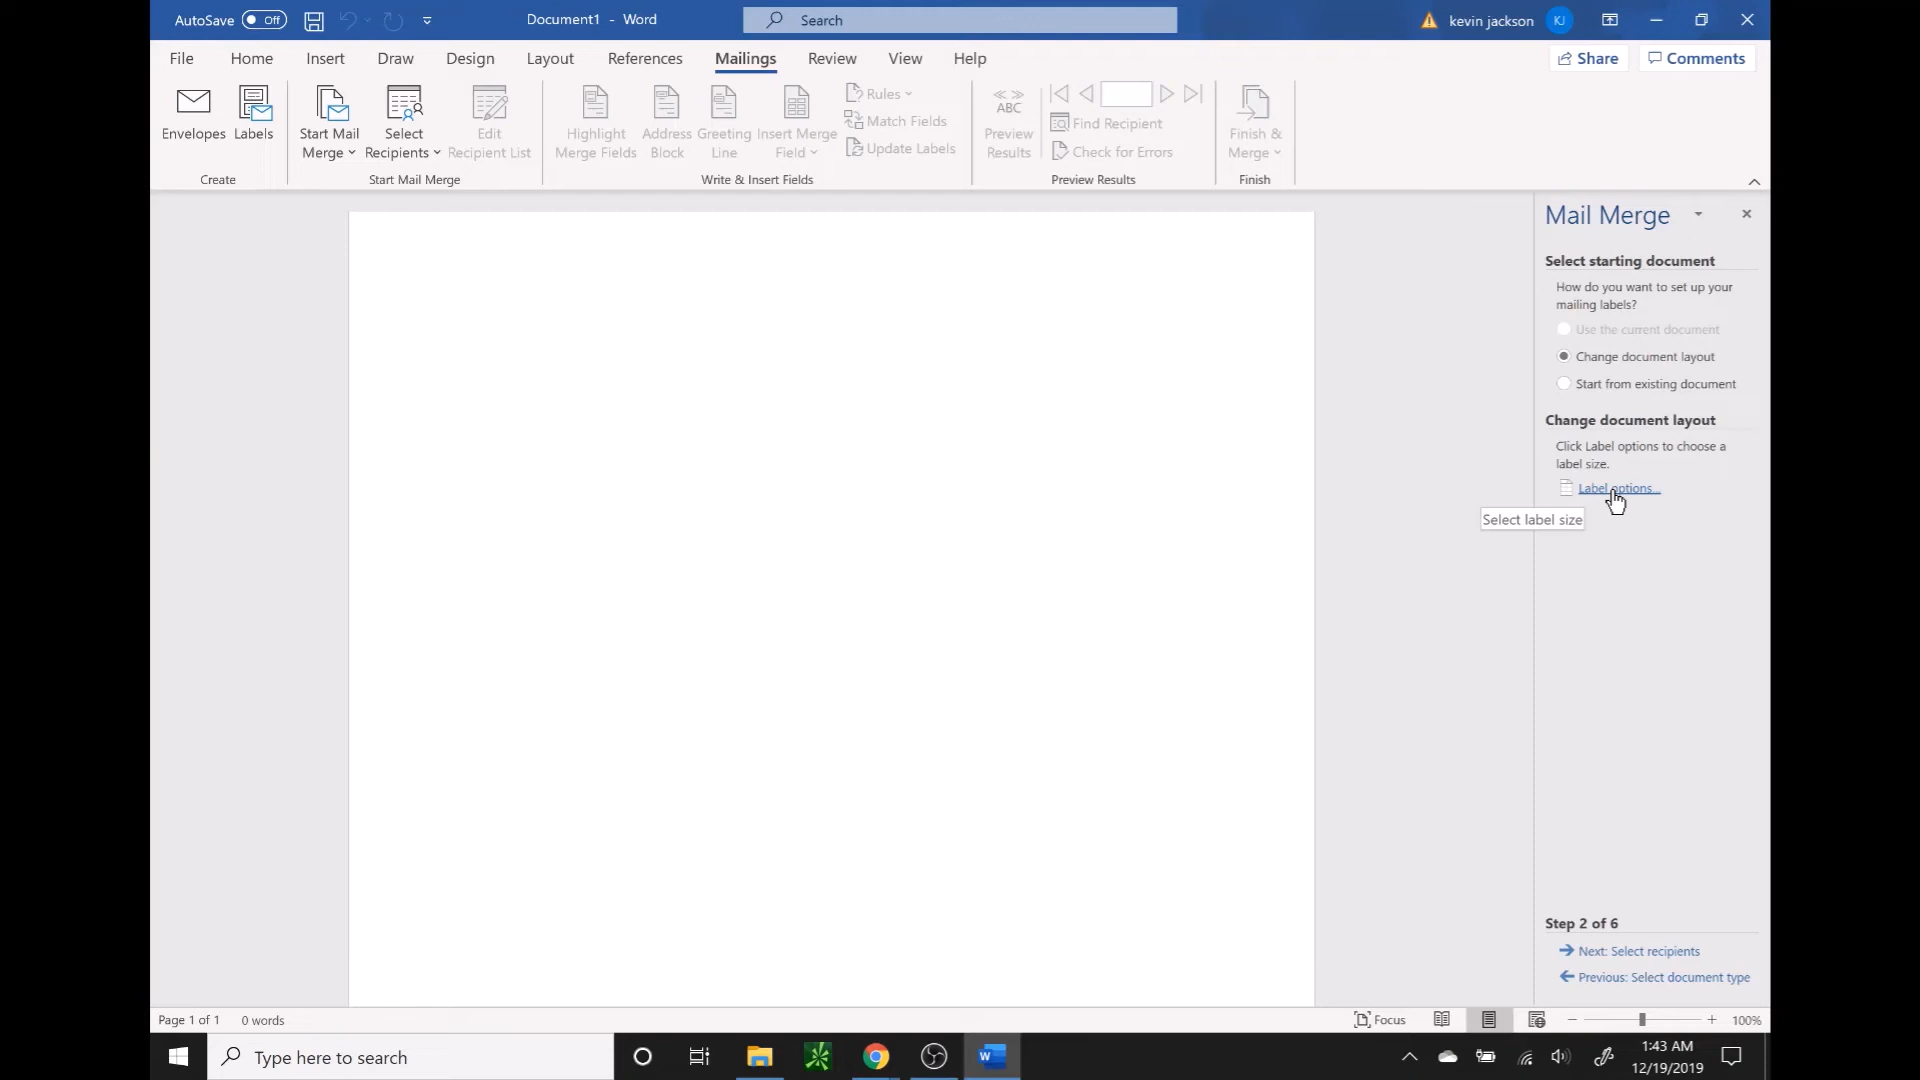 AutoSave Off Document1 - Word Search kevin jackson KJ
File Home Insert Draw Design Layout References Mailings Review View Help Share Comments
Envelopes Labels
Create
Start Mail Merge
Select Recipients
Edit Recipient List
Start Mail Merge
Highlight Merge Fields
Address Block
Greeting Line
Insert Merge Field
Rules
Match Fields
Update Labels
Write & Insert Fields
ABC
Preview Results
Find Recipient
Check for Errors
Preview Results
Finish & Merge
Finish
Mail Merge
Select starting document
How do you want to set up your
mailing labels?
Use the current document
Change document layout
Start from existing document
Change document layout
Click Label options to choose a
label size.
Label options...
Select label size
Step 2 of 6
Next: Select recipients
Previous: Select document type
Page 1 of 1 0 words Focus 100%
Type here to search
W
1:43 AM
12/19/2019